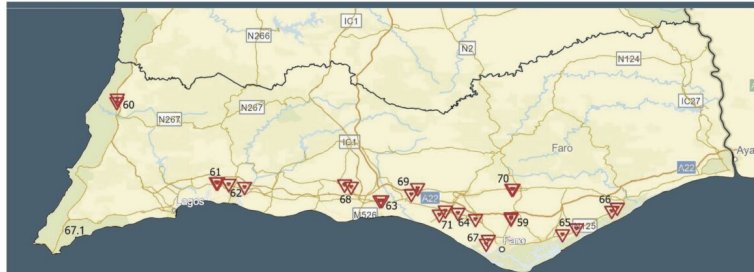 IC1
N266
N2
N124
60
N267
N267
IC27
IC1
Faro
Aya
A22
61
62
69
70
A22
Lagos
68
M526
63
71
64
59
66
65
N125
67
Faro
67.1